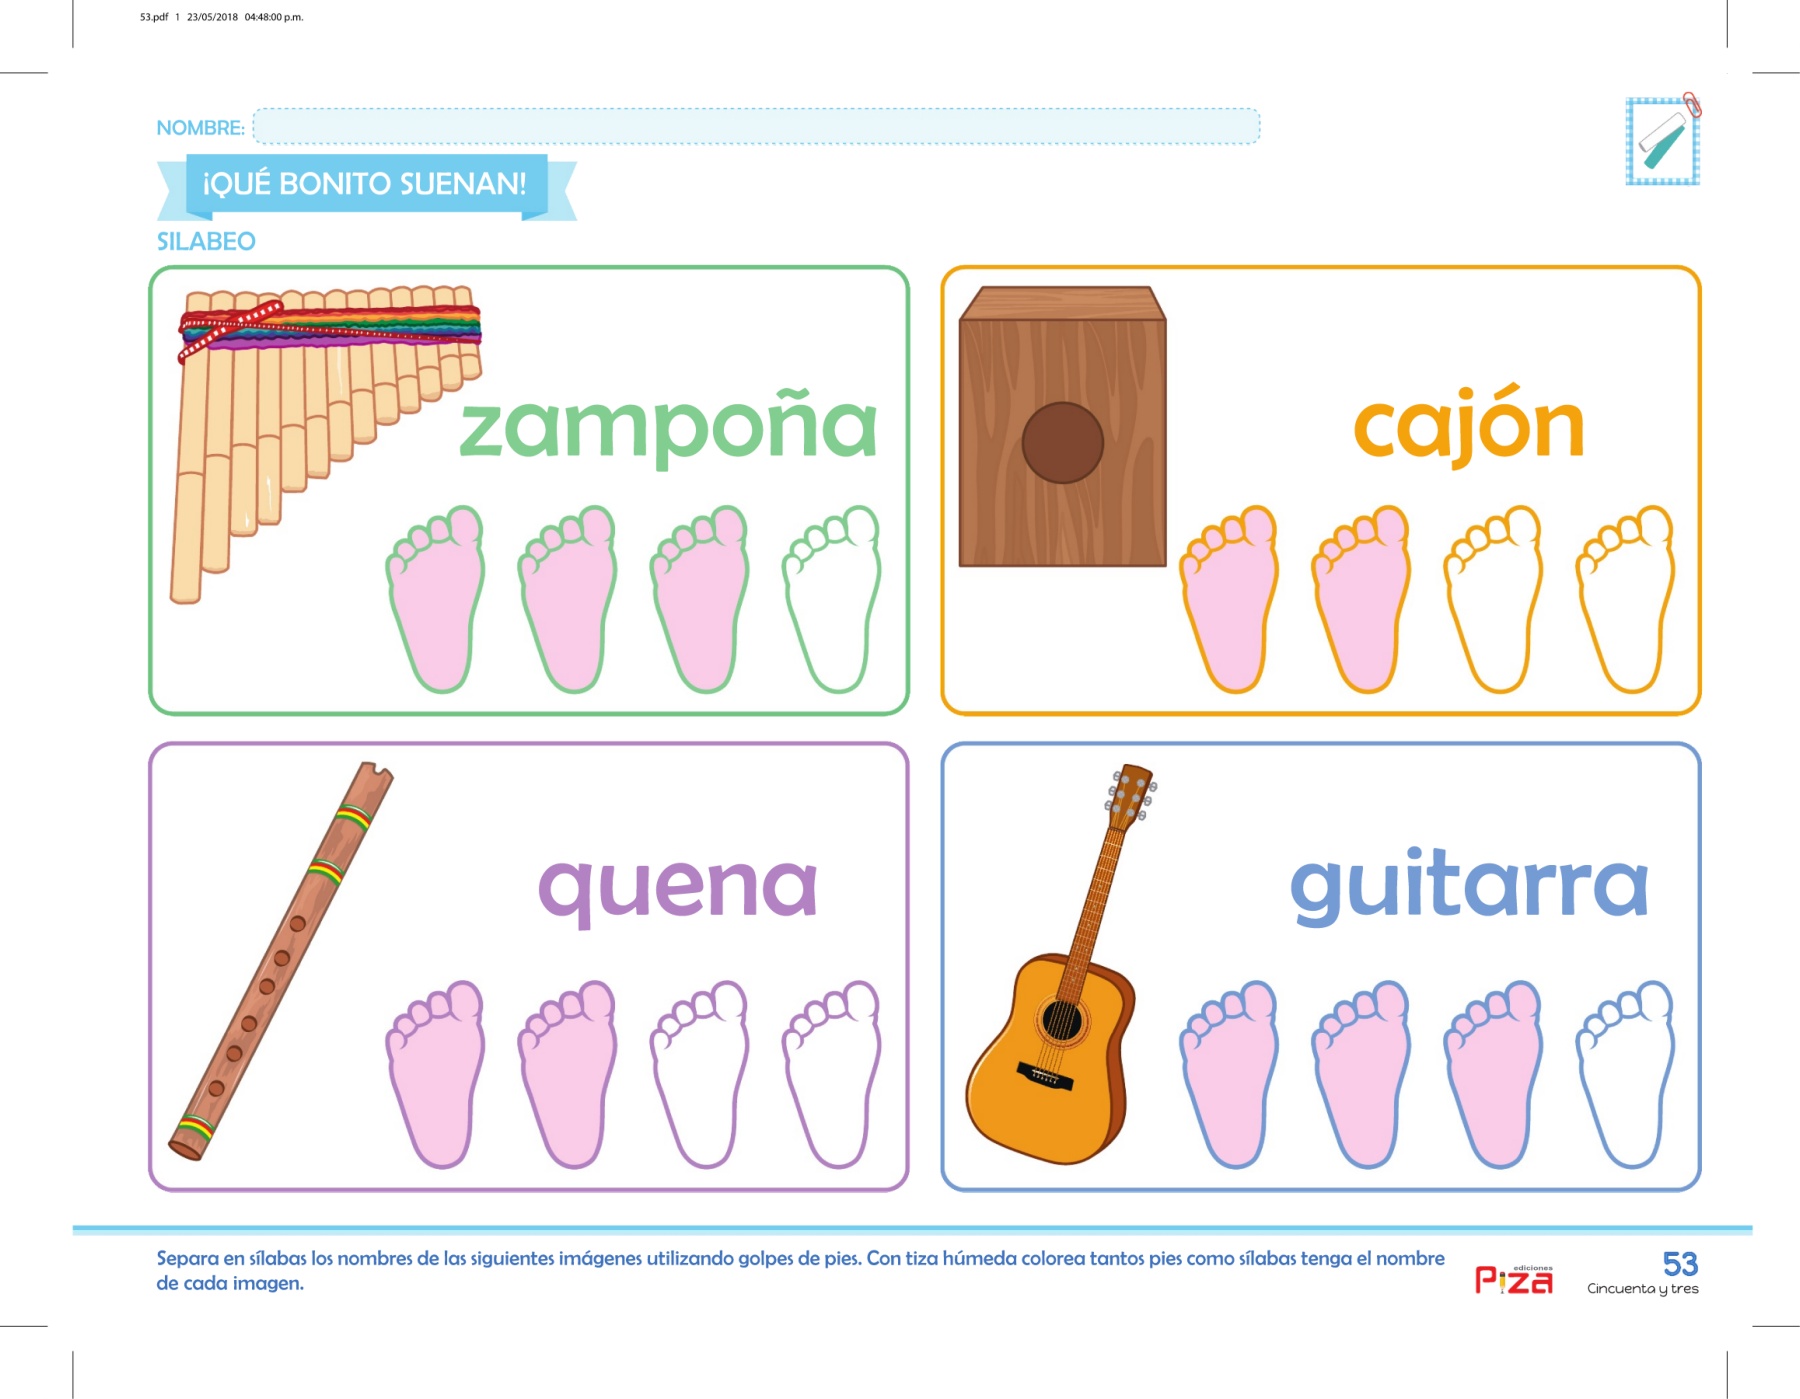 53.pdf 1 23/05/2018 04:48:00 p.m.
NOMBRE:
¡QUÉ BONITO SUENAN!
SILABEO
zampoña
cajón
quena
guitarra
Separa en sílabas los nombres de las siguientes imágenes utilizando golpes de pies. Con tiza húmeda colorea tantos pies como sílabas tenga el nombre
de cada imagen.
ediciones
Piza
53
Cincuenta y tres